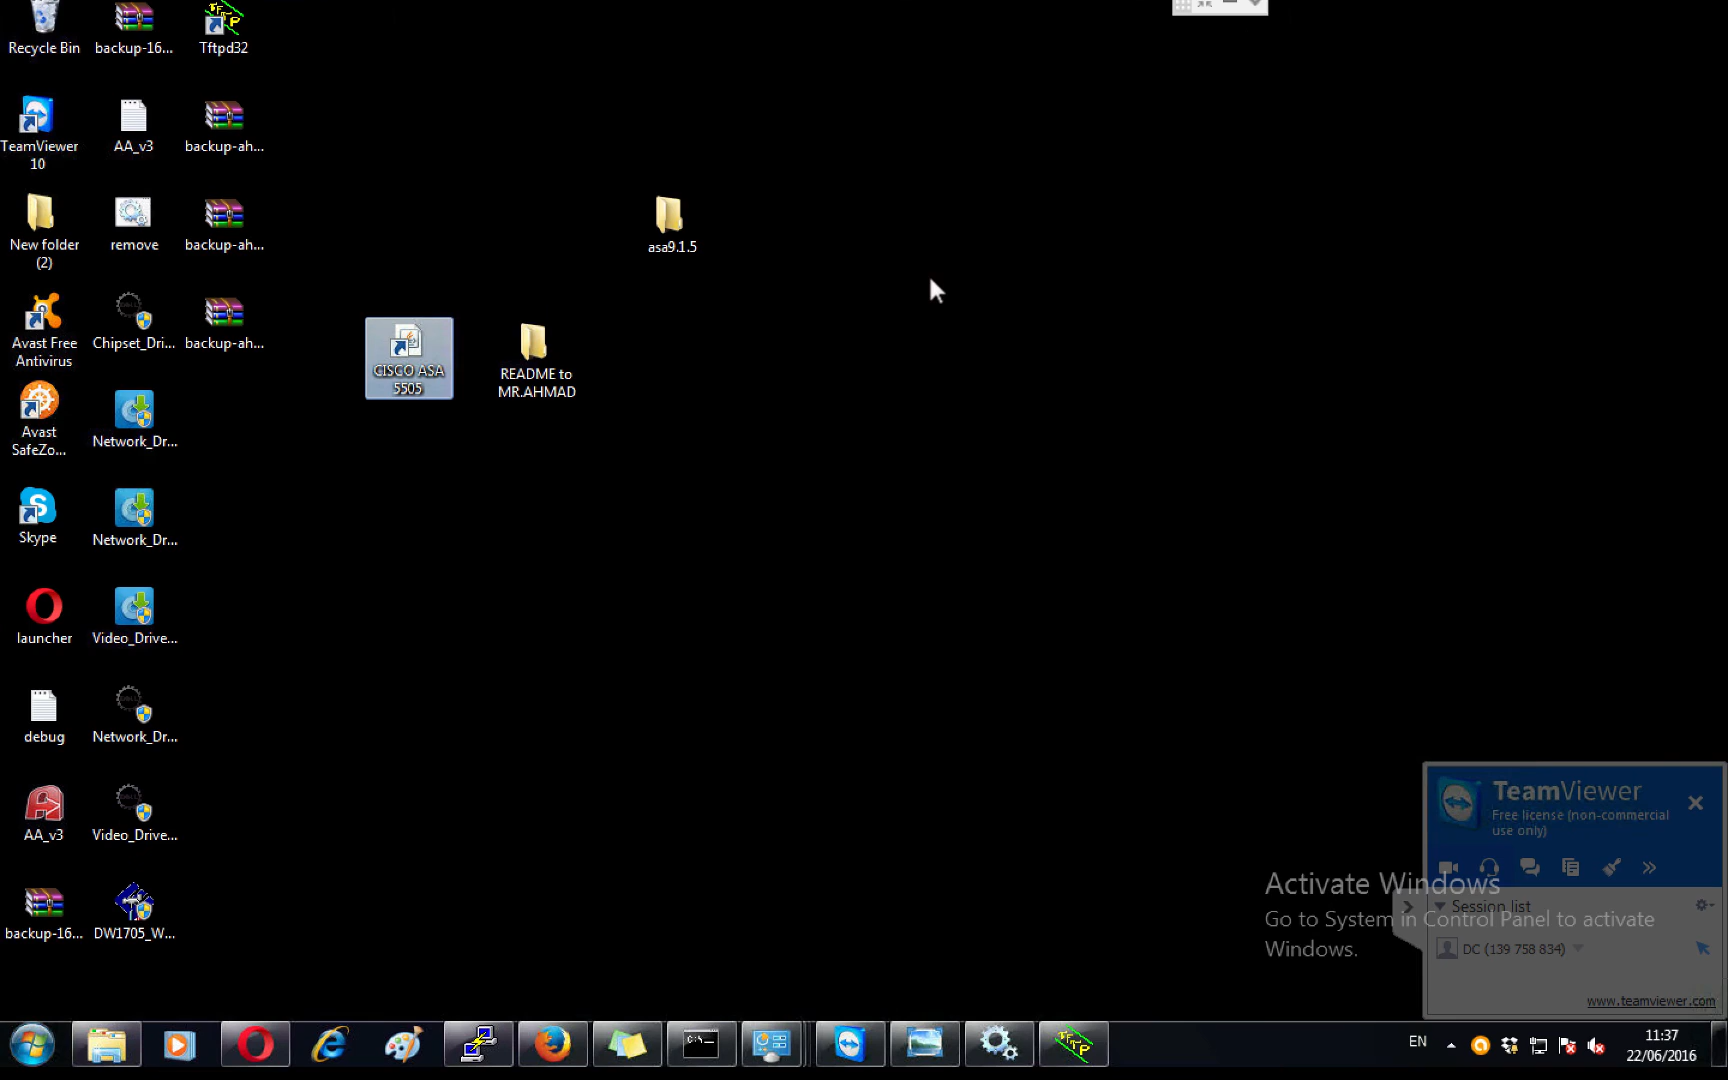 Recycle Bin
backup-16...
Tftpd32
TeamViewer
10
AA_v3
backup-ah...
New folder
(2)
remove
backup-ah...
asa9.1.5
Avast Free
Antivirus
Chipset_Dri...
backup-ah...
CISCO ASA
5505
README to
MR.AHMAD
Avast
SafeZo...
Network_Dr...
Skype
Network_Dr...
launcher
Video_Drive...
debug
Network_Dr...
AA_v3
Video_Drive...
backup-16...
DW1705_W...
TeamViewer
Free license (non-commercial
use only)
Activate Windows
Go to System in Control Panel to activate
Windows.
Session list
DC (139 758 834)
www.teamviewer.com
EN
11:37
22/06/2016